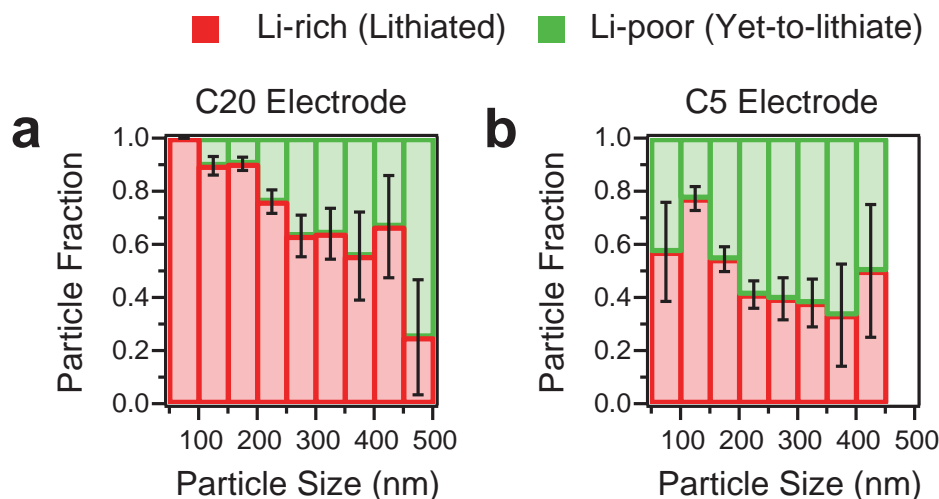 Li-rich (Lithiated) Li-poor (Yet-to-lithiate)
a
C20 Electrode
Particle Fraction
1.0
0.8
0.6
0.4
0.2
0.0
100 200 300 400 500
Particle Size (nm)
b
C5 Electrode
Particle Fraction
1.0
0.8
0.6
0.4
0.2
0.0
100 200 300 400 500
Particle Size (nm)